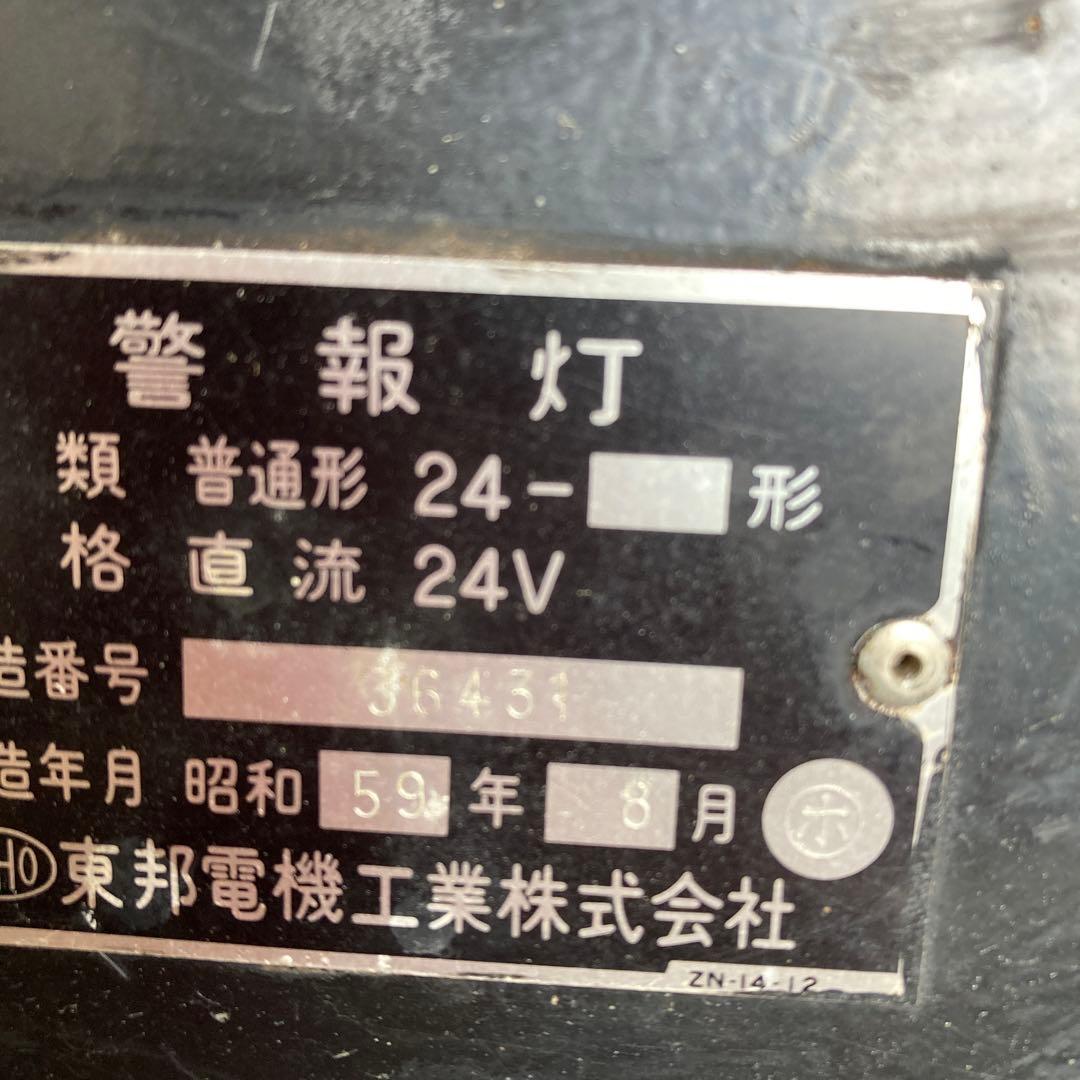 警報灯
類 普通形 24- 形
格 直流 24V
造番号 36431
造年月 昭和 59 年 8 月 ホ
HO 東邦電機工業株式会社
ZN-14-12